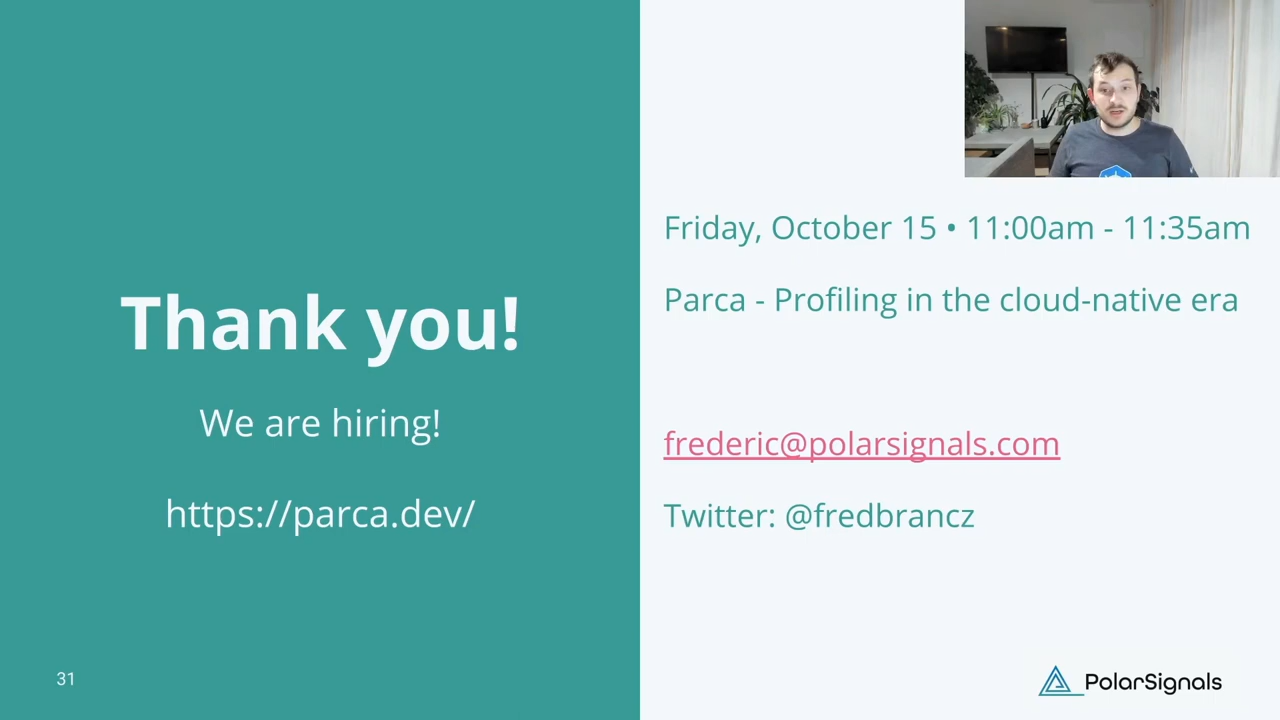 Thank you!
We are hiring!
https://parca.dev/
31
Friday, October 15 • 11:00am - 11:35am
Parca - Profiling in the cloud-native era
frederic@polarsignals.com
Twitter: @fredbrancz
PolarSignals